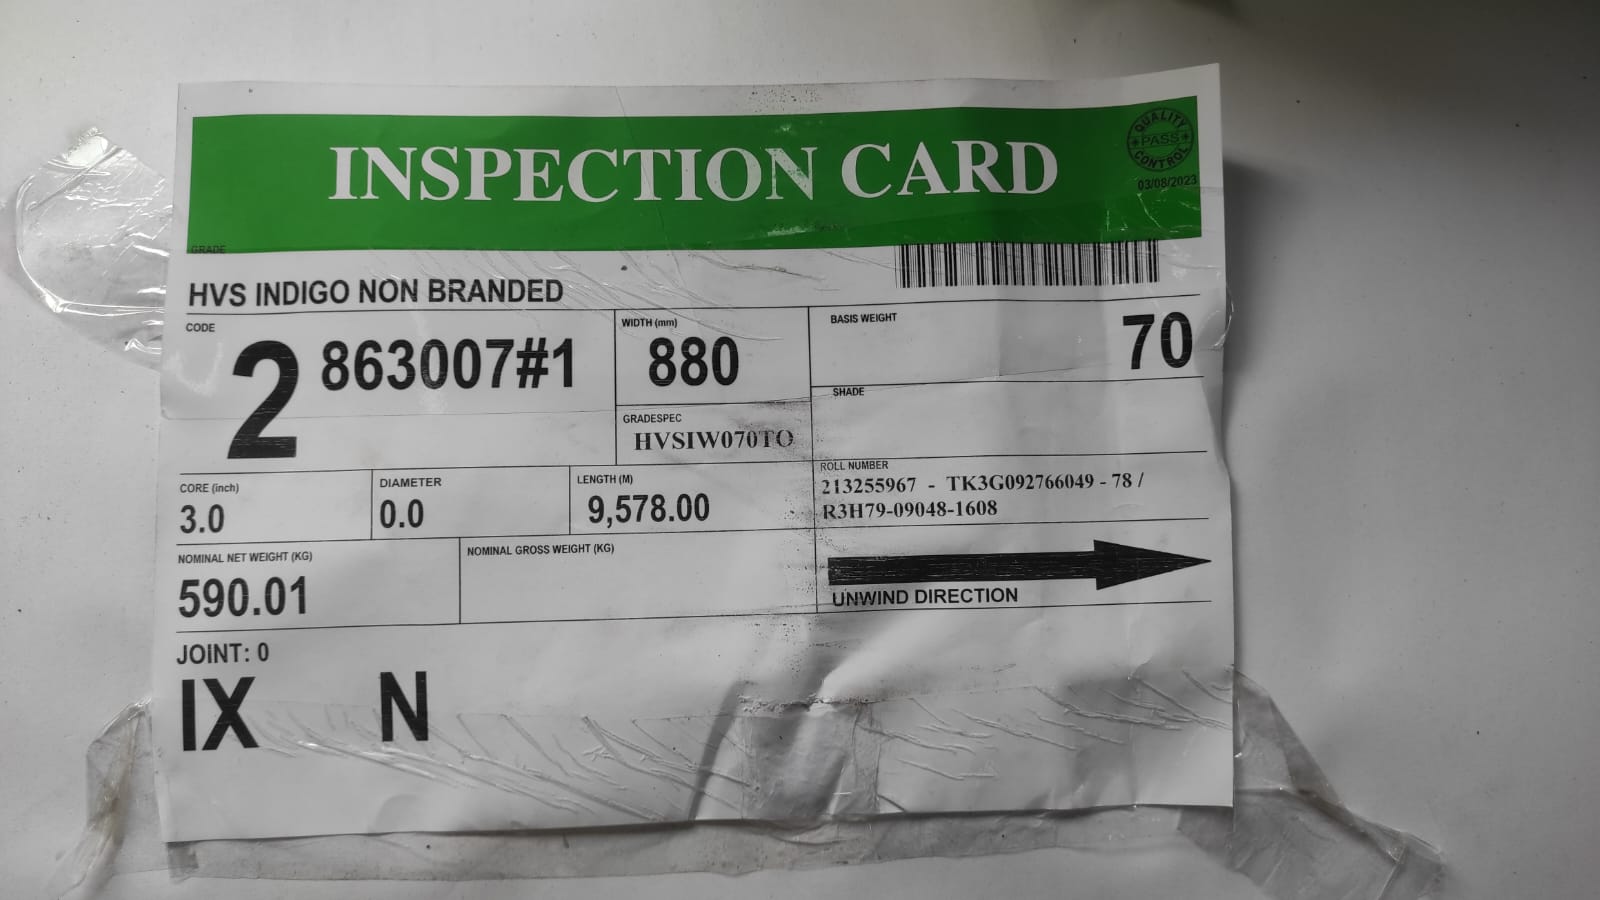 INSPECTION CARD
QUALITY
PASS
CONTROL
03/08/2023
GRADE
HVS INDIGO NON BRANDED
CODE
2 863007#1
WIDTH (mm)
880
BASIS WEIGHT
70
GRADESPEC
HVSIW070TO
SHADE
CORE (inch)
3.0
DIAMETER
0.0
LENGTH (M)
9,578.00
ROLL NUMBER
213255967 - TK3G092766049 - 78 /
R3H79-09048-1608
NOMINAL NET WEIGHT (KG)
590.01
NOMINAL GROSS WEIGHT (KG)
UNWIND DIRECTION
JOINT: 0
IX N